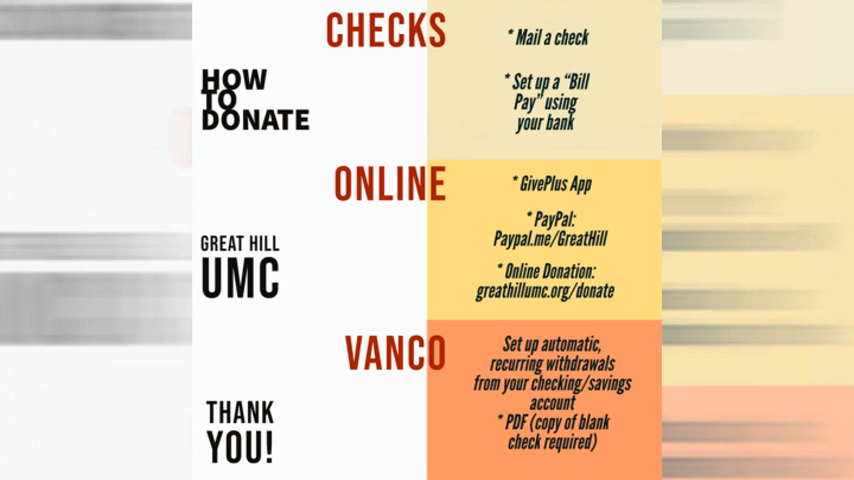 CHECKS
* Mail a check
HOW
TO
DONATE
* Set up a “Bill
Pay” using
your bank
ONLINE
* GivePlus App
* PayPal:
Paypal.me/GreatHill
GREAT HILL
UMC
* Online Donation:
greathillumc.org/donate
VANCO
Set up automatic,
recurring withdrawals
from your checking/savings
account
* PDF (copy of blank
check required)
THANK
YOU!